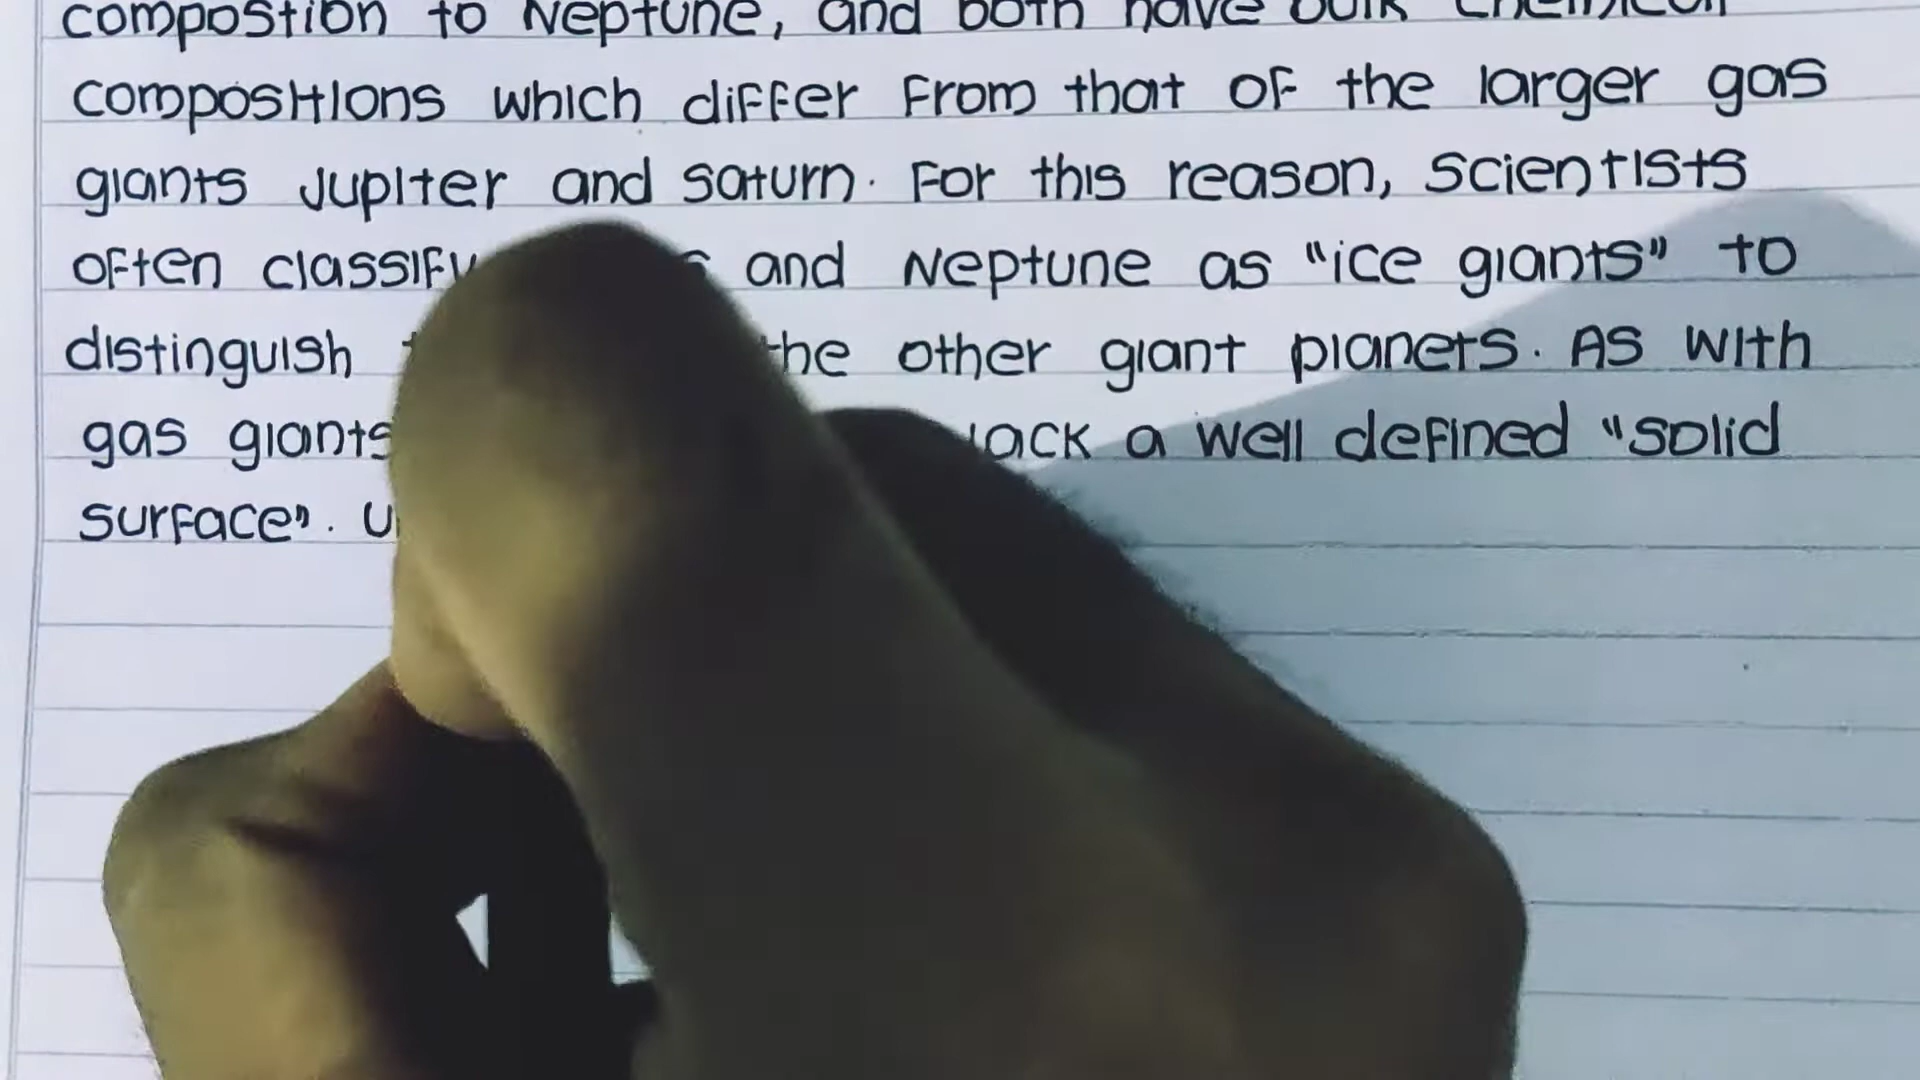 compostion to Neptune, and both have bulk chemical
compositions which differ from that of the larger gas
giants Jupiter and Saturn. For this reason, scientists
often classify and Neptune as "ice giants" to
distinguish the other giant planets. As with
gas giants lack a well defined "solid
surface".